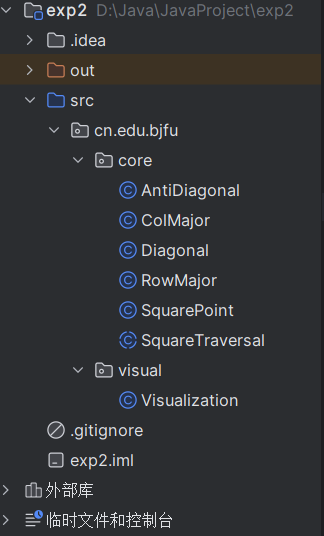 exp2 D:\Java\JavaProject\exp2
.idea
out
src
cn.edu.bjfu
core
AntiDiagonal
ColMajor
Diagonal
RowMajor
SquarePoint
SquareTraversal
visual
Visualization
.gitignore
exp2.iml
外部库
临时文件和控制台